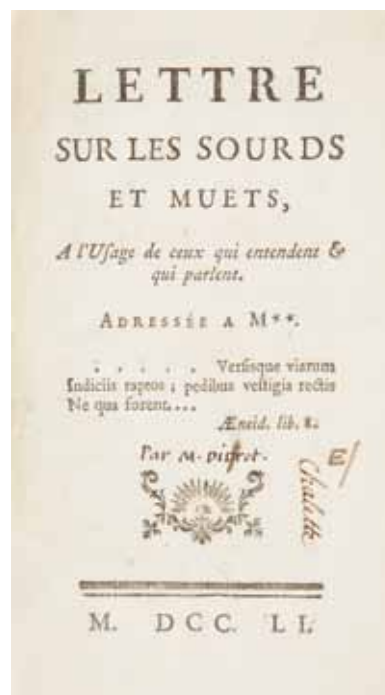 LETTRE
SUR LES SOURDS
ET MUETS,
A l'Uſage de ceux qui entendent &
qui parlent.
ADRESSÉE A M**.
. . . . . Verſisque viarum
Indiciis raptos ; pedibus veſtigia rectis
Ne qua forent....
Æneid. lib. 8.
Par M.
E/
M. DCC. LI.